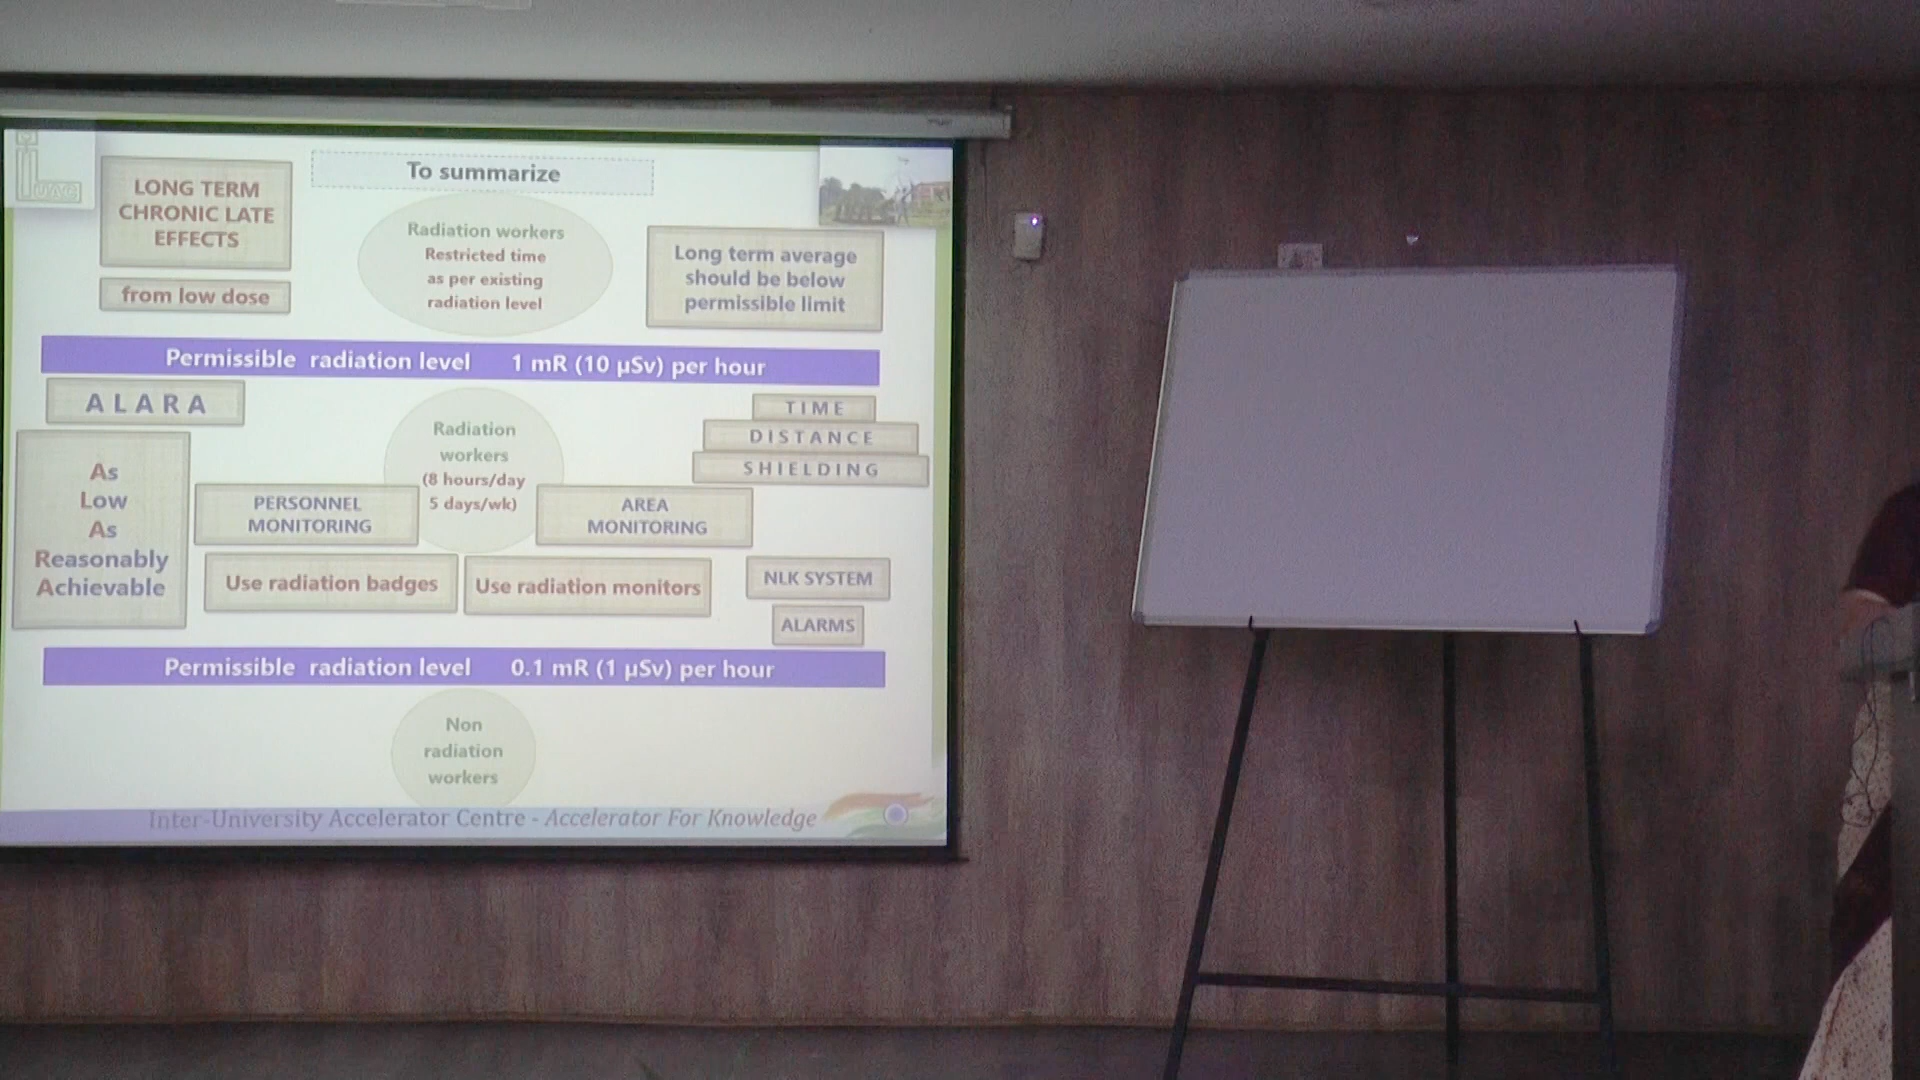 IUAC
To summarize
LONG TERM
CHRONIC LATE
EFFECTS
from low dose
Radiation workers
Restricted time
as per existing
radiation level
Long term average
should be below
permissible limit
Permissible radiation level 1 mR (10 µSv) per hour
A L A R A
As
Low
As
Reasonably
Achievable
Radiation
workers
(8 hours/day
5 days/wk)
TIME
DISTANCE
SHIELDING
PERSONNEL
MONITORING
AREA
MONITORING
Use radiation badges
Use radiation monitors
NLK SYSTEM
ALARMS
Permissible radiation level 0.1 mR (1 µSv) per hour
Non
radiation
workers
Inter-University Accelerator Centre - Accelerator For Knowledge